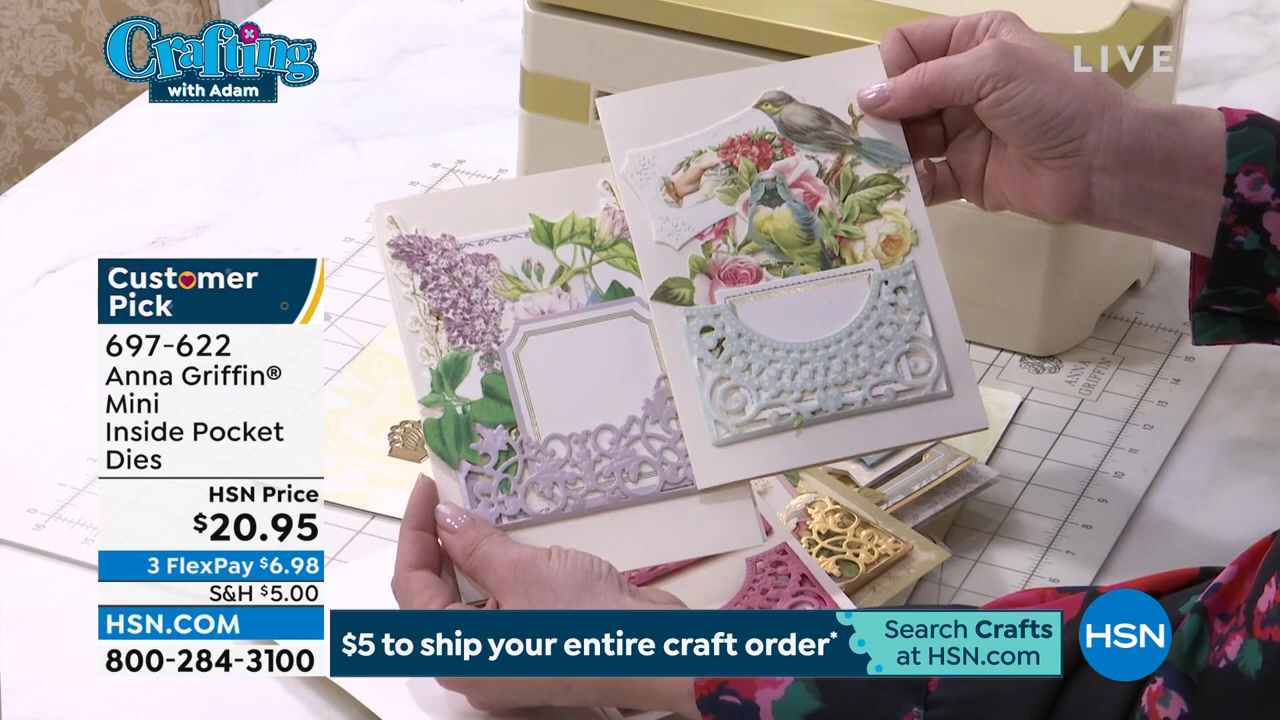 Crafting
with Adam
LIVE
Customer
Pick
697-622
Anna Griffin®
Mini
Inside Pocket
Dies
HSN Price
$20.95
3 FlexPay $6.98
S&H $5.00
HSN.COM
800-284-3100
$5 to ship your entire craft order*
Search Crafts
at HSN.com
HSN
ANNA
GRIFFIN